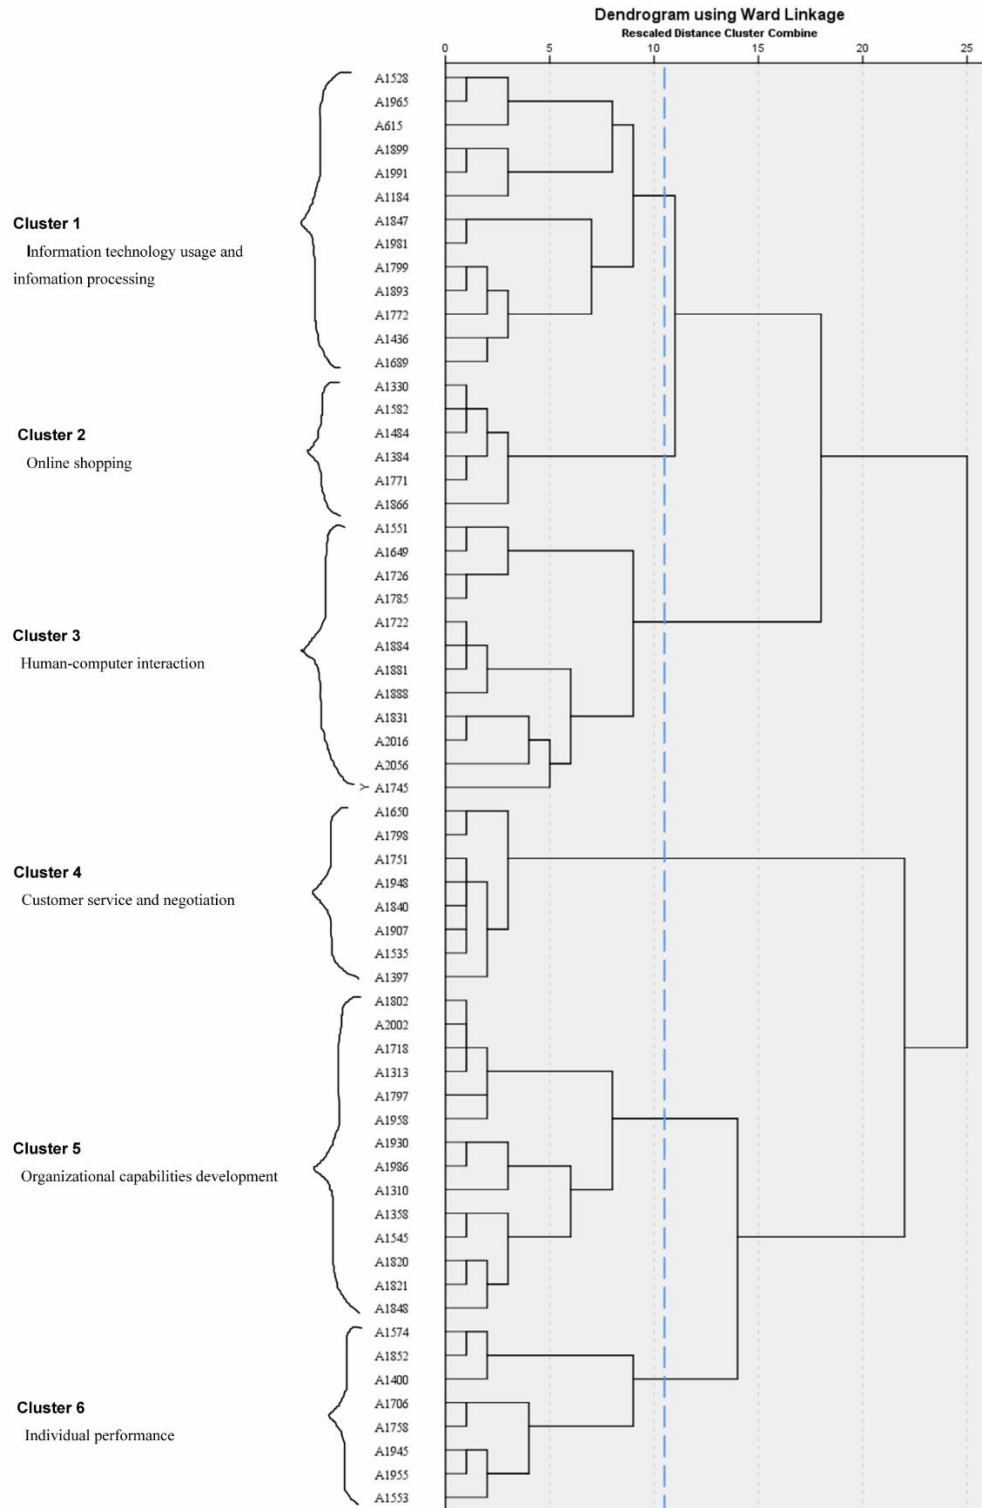 Dendrogram using Ward Linkage
Rescaled Distance Cluster Combine
0 5 10 15 20 25
A1528
A1965
A615
A1899
A1991
A1184
Cluster 1
A1847
Information technology usage and
A1981
infomation processing
A1799
A1893
A1772
A1436
A1689
A1330
A1582
Cluster 2
A1484
Online shopping
A1384
A1771
A1866
A1551
A1649
A1726
A1785
A1722
Cluster 3
A1884
Human-computer interaction
A1881
A1888
A1831
A2016
A2056
Y A1745
A1650
A1798
A1751
Cluster 4
A1948
Customer service and negotiation
A1840
A1907
A1535
A1397
A1802
A2002
A1718
A1313
A1797
A1958
A1930
Cluster 5
A1986
Organizational capabilities development
A1310
A1358
A1545
A1820
A1821
A1848
A1574
A1852
A1400
A1706
Cluster 6
A1758
Individual performance
A1945
A1955
A1553